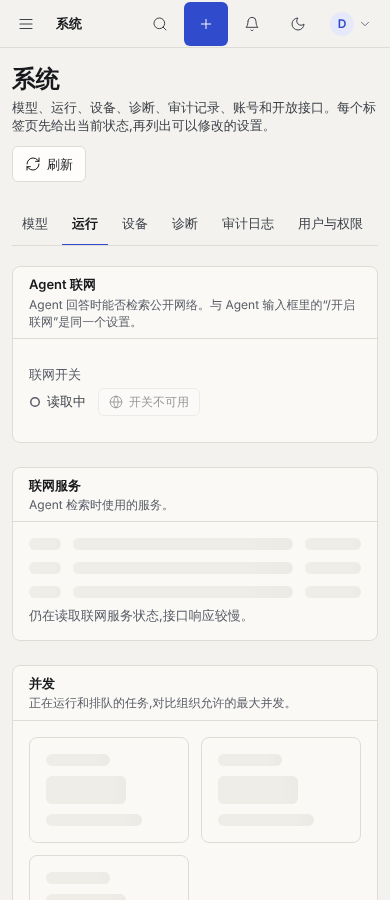 系统
D
系统
模型、运行、设备、诊断、审计记录、账号和开放接口。每个标
签页先给出当前状态,再列出可以修改的设置。
刷新
模型 运行 设备 诊断 审计日志 用户与权限
Agent 联网
Agent 回答时能否检索公开网络。与 Agent 输入框里的“/开启
联网”是同一个设置。
联网开关
读取中 开关不可用
联网服务
Agent 检索时使用的服务。
仍在读取联网服务状态,接口响应较慢。
并发
正在运行和排队的任务,对比组织允许的最大并发。